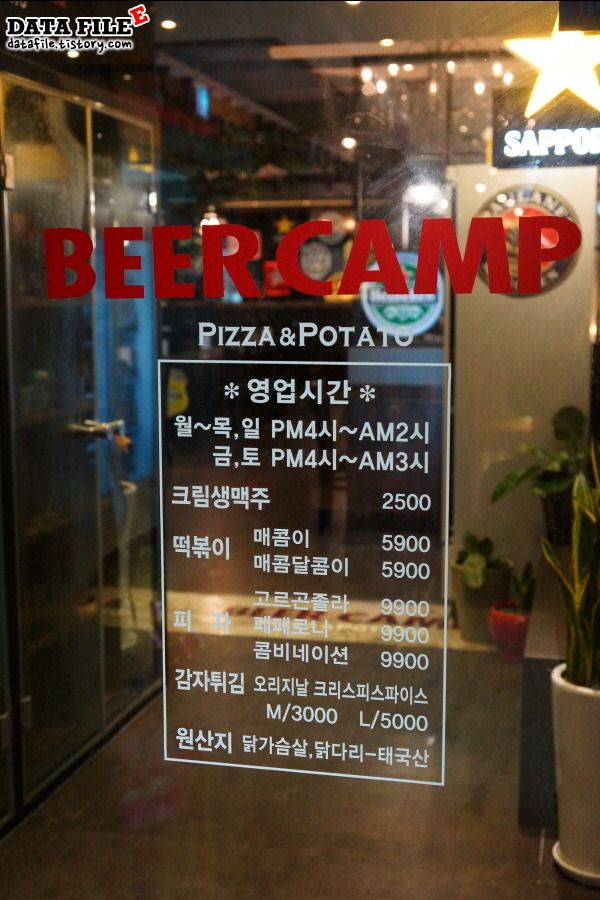 DATA FILE E
datafile.tistory.com
SAPPOR
BEER CAMP
PIZZA & POTATO
* 영업시간 *
월~목,일 PM4시~AM2시
금,토 PM4시~AM3시
크림생맥주 2500
떡볶이 매콤이 5900
매콤달콤이 5900
고르곤졸라 9900
피 자 페페로니 9900
콤비네이션 9900
감자튀김 오리지날 크리스피스파이스
M/3000 L/5000
원산지 닭가슴살,닭다리-태국산